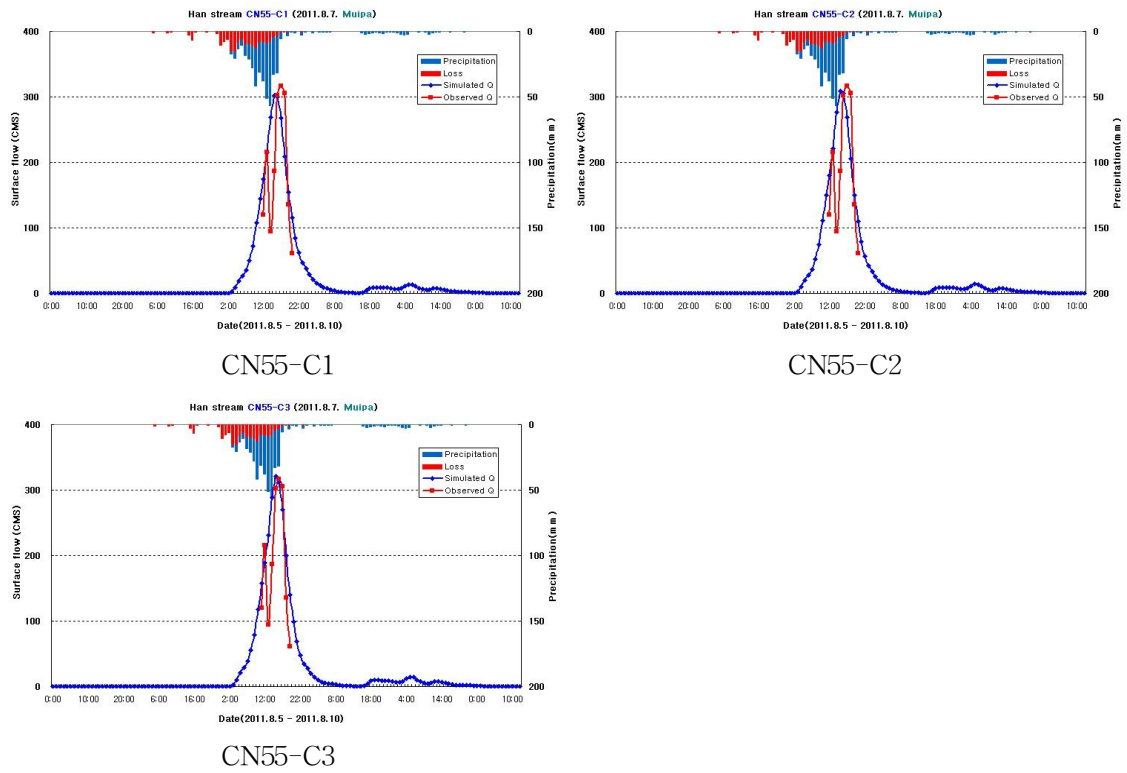 Han stream CN55-C1 (2011.8.7. Muipa)
400
300
200
100
0
Surface flow (CMS)
0
50
100
150
200
Precipitation(mm)
Precipitation
Loss
Simulated Q
Observed Q
0:00 10:00 20:00 6:00 16:00 2:00 12:00 22:00 8:00 18:00 4:00 14:00 0:00 10:00
Date(2011.8.5 - 2011.8.10)
CN55-C1
Han stream CN55-C2 (2011.8.7. Muipa)
400
300
200
100
0
Surface flow (CMS)
0
50
100
150
200
Precipitation(mm)
Precipitation
Loss
Simulated Q
Observed Q
0:00 10:00 20:00 6:00 16:00 2:00 12:00 22:00 8:00 18:00 4:00 14:00 0:00 10:00
Date(2011.8.5 - 2011.8.10)
CN55-C2
Han stream CN55-C3 (2011.8.7. Muipa)
400
300
200
100
0
Surface flow (CMS)
0
50
100
150
200
Precipitation(mm)
Precipitation
Loss
Simulated Q
Observed Q
0:00 10:00 20:00 6:00 16:00 2:00 12:00 22:00 8:00 18:00 4:00 14:00 0:00 10:00
Date(2011.8.5 - 2011.8.10)
CN55-C3